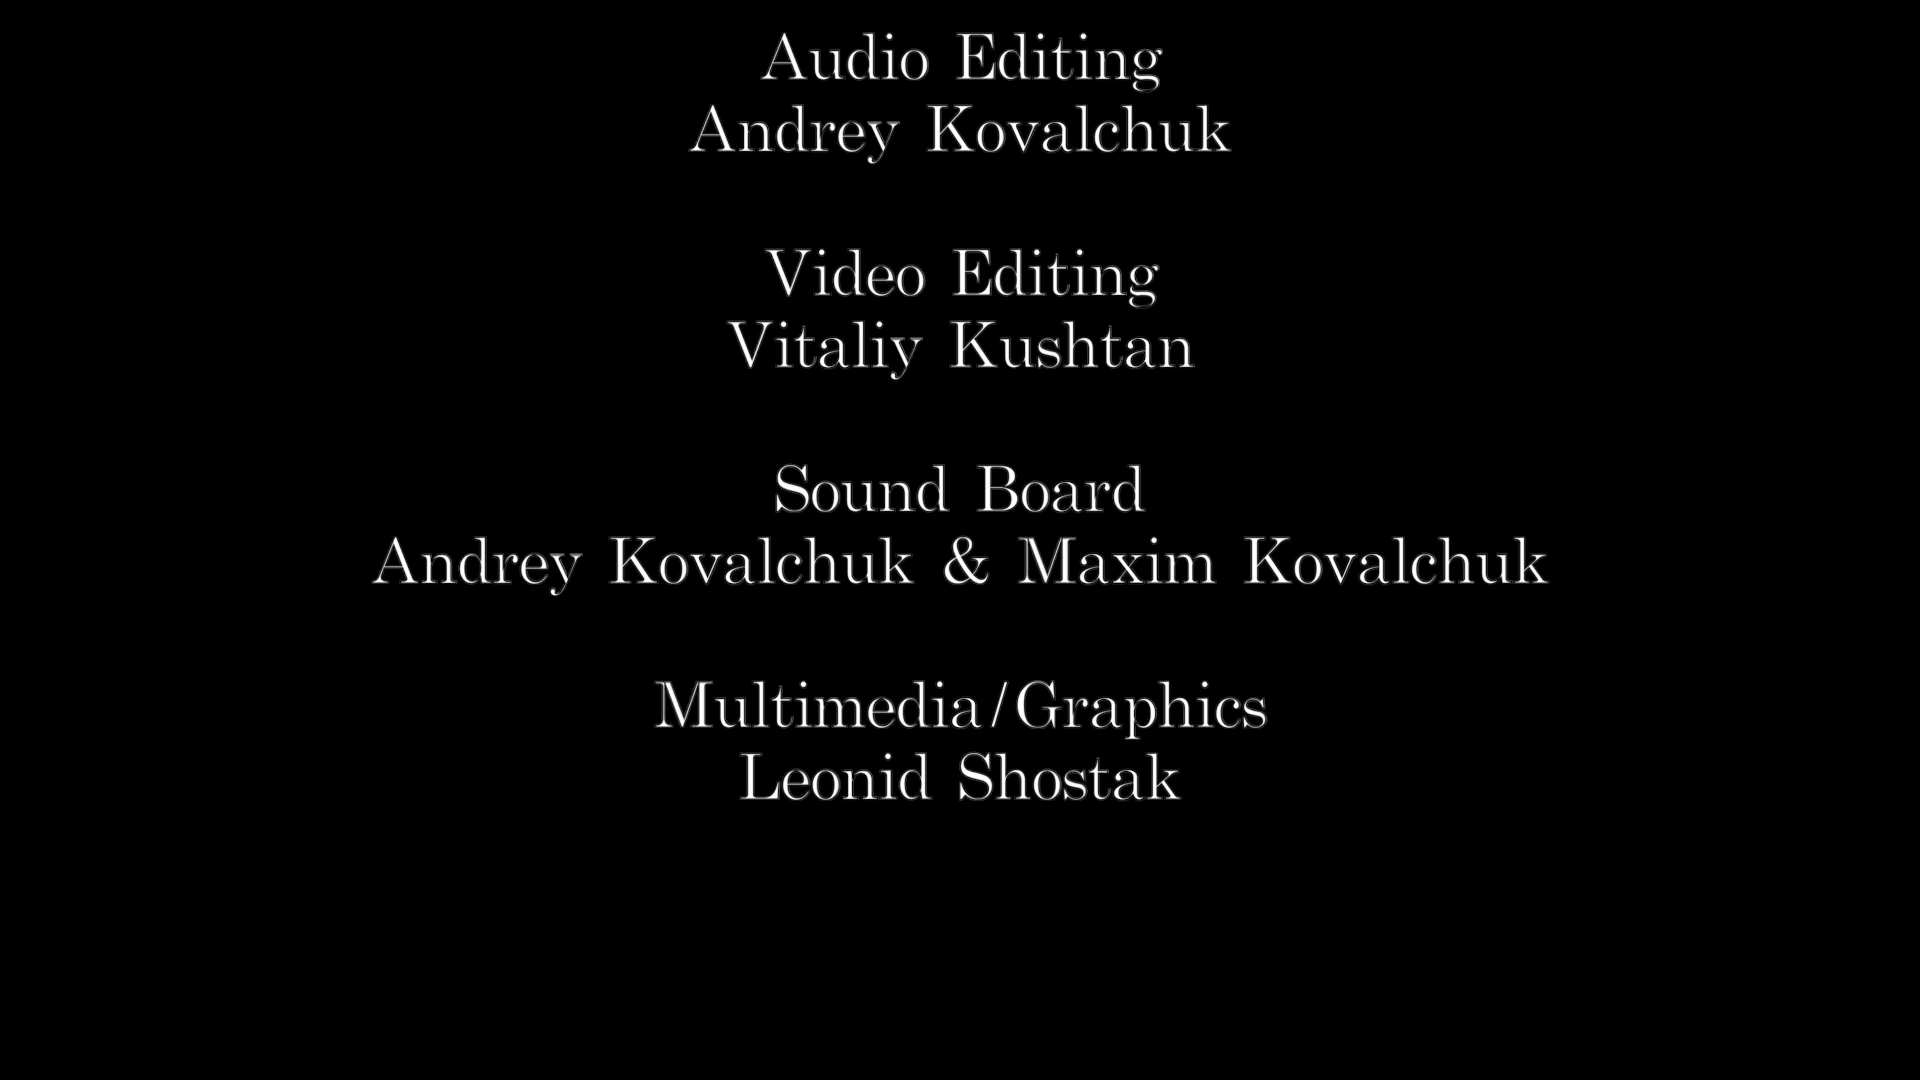 Audio Editing
Andrey Kovalchuk
Video Editing
Vitaliy Kushtan
Sound Board
Andrey Kovalchuk & Maxim Kovalchuk
Multimedia/Graphics
Leonid Shostak